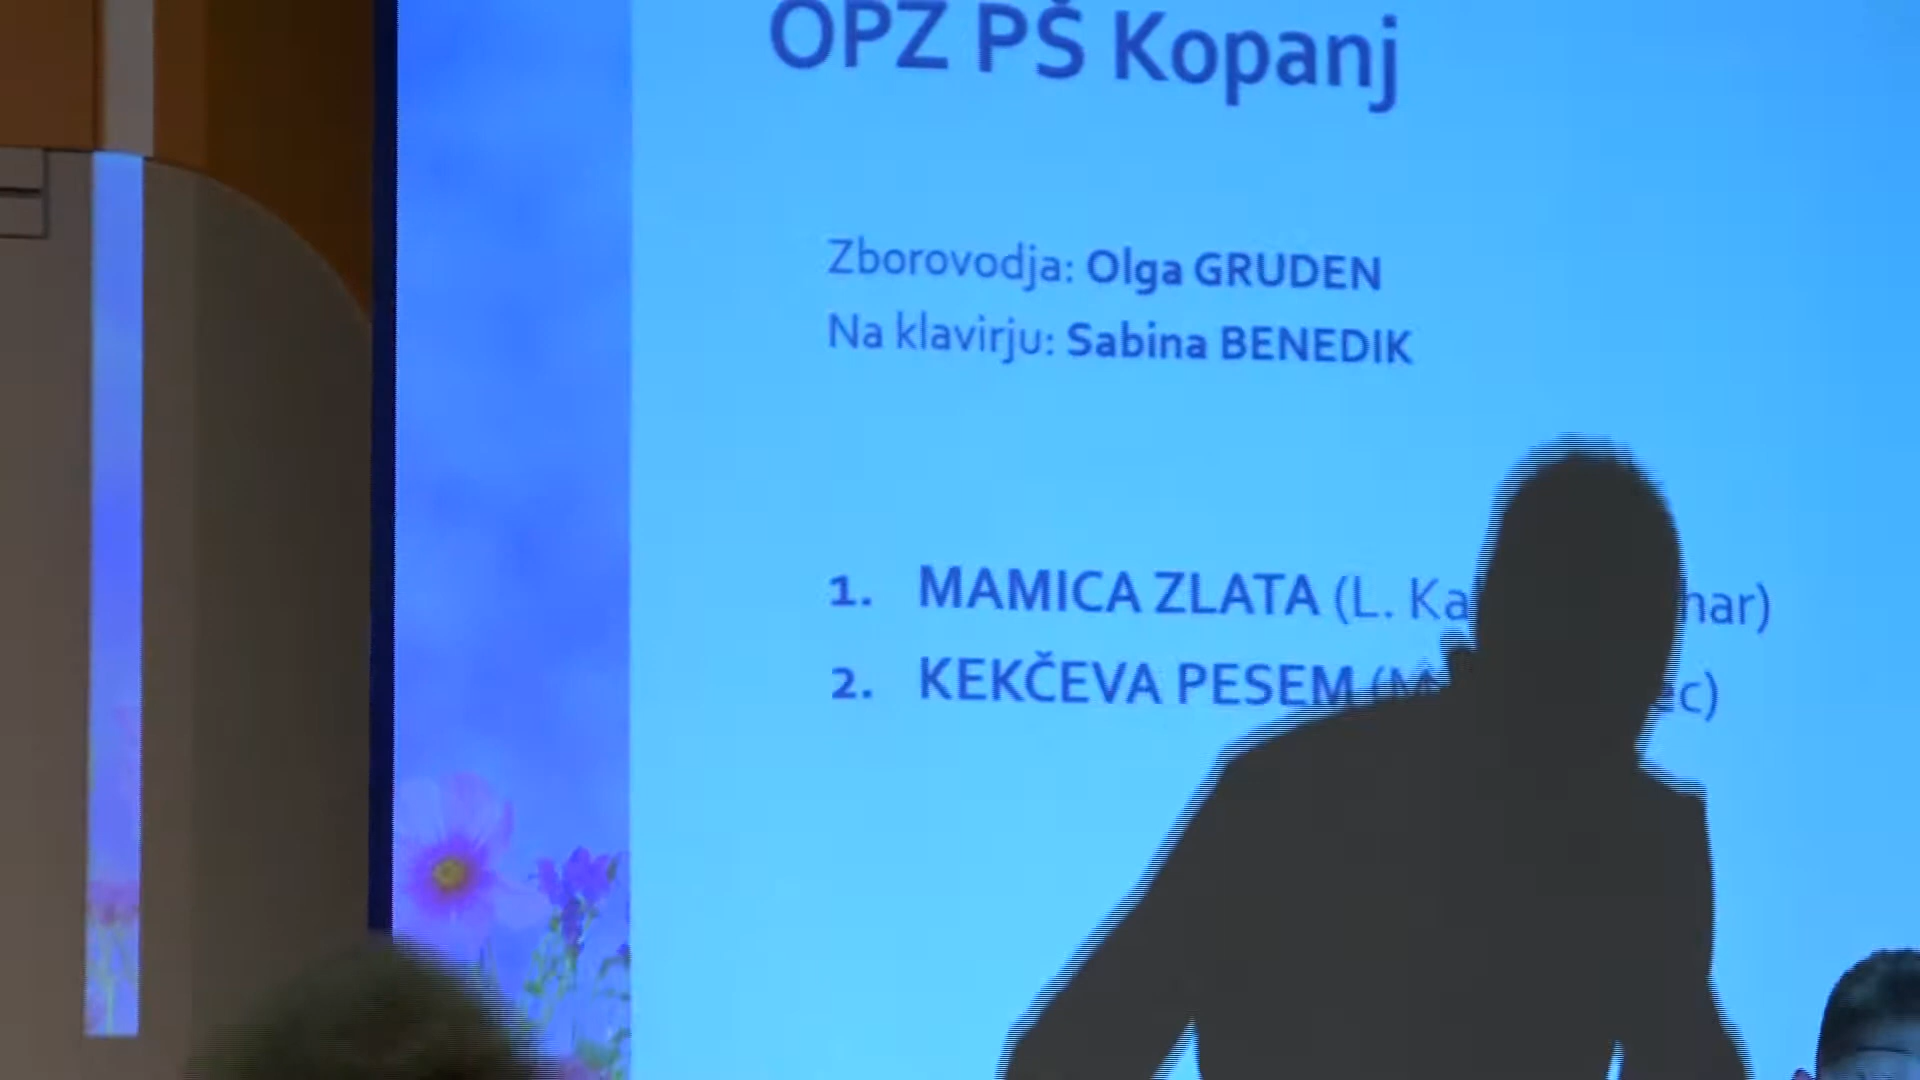 OPZ PŠ Kopanj
Zborovodja: Olga GRUDEN
Na klavirju: Sabina BENEDIK
1. MAMICA ZLATA (L.
2. KEKČEVA PESEM